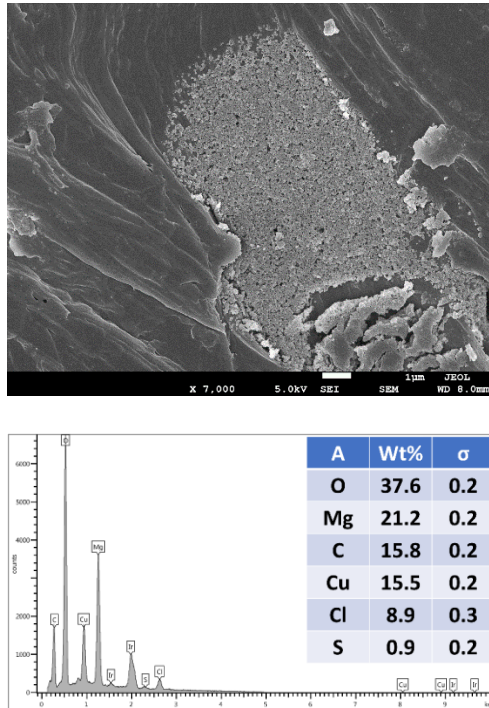 1μm JEOL
X 7,000 5.0kV SEI SEM WD 8.0mm
A Wt% σ
O 37.6 0.2
Mg 21.2 0.2
C 15.8 0.2
Cu 15.5 0.2
Cl 8.9 0.3
S 0.9 0.2
6000
4000
2000
0
counts
O
Mg
C
Cu
Ir
Ir
S
Cl
Cu
Cu
Ir
Ir
0 1 2 3 4 5 6 7 8 9